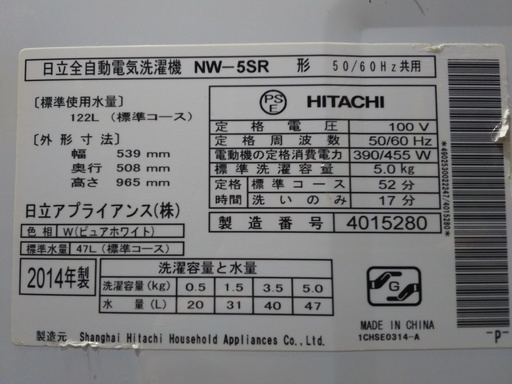 日立全自動電気洗濯機 NW-5SR 形 50/60Hz共用
〔標準使用水量〕
122L (標準コース)
〔外形寸法〕
幅 539 mm
奥行 508 mm
高さ 965 mm
日立アプライアンス(株)
色相 W(ピュアホワイト)
標準水量 47L (標準コース)
PS
E
HITACHI
定格電圧 100 V
定格周波数 50/60 Hz
電動機の定格消費電力 390/455 W
標準洗濯容量 5.0kg
定格時間 標準コース 52分
洗いのみ 17分
製造番号 4015280
2014年製
洗濯容量と水量
洗濯容量(kg) 0.5 1.5 3.5 5.0
水量(L) 20 31 40 47
G
MADE IN CHINA
1CHSE0314-A
製造元 Shanghai Hitachi Household Appliances Co.,Ltd.
-P-